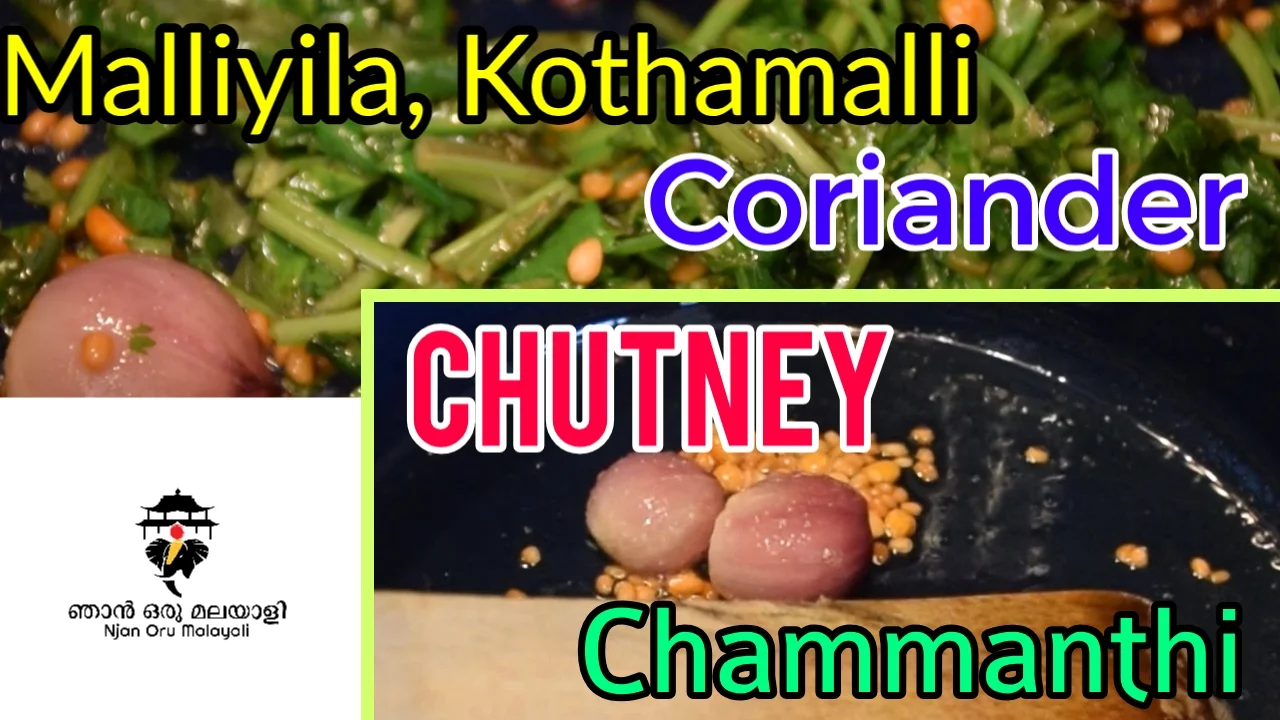 Malliyila, Kothamalli
Coriander
CHUTNEY
Chammanthi
ഞാൻ ഒരു മലയാളി
Njan Oru Malayali